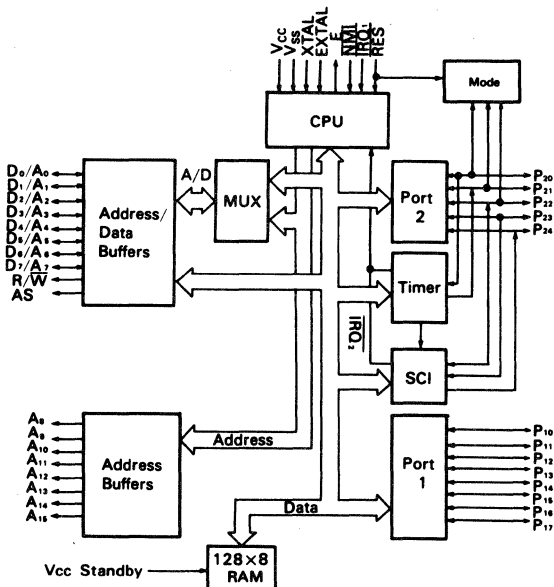 Vcc
Vss
XTAL
EXTAL
E
NMI
IRQ₁
RES
Mode
CPU
D₀/A₀
D₁/A₁
D₂/A₂
D₃/A₃
D₄/A₄
D₅/A₅
D₆/A₆
D₇/A₇
R/W
AS
Address/
Data
Buffers
A/D
MUX
Port
2
P₂₀
P₂₁
P₂₂
P₂₃
P₂₄
Timer
IRQ₂
SCI
A₈
A₉
A₁₀
A₁₁
A₁₂
A₁₃
A₁₄
A₁₅
Address
Buffers
Address
Port
1
P₁₀
P₁₁
P₁₂
P₁₃
P₁₄
P₁₅
P₁₆
P₁₇
Data
Vcc Standby
128×8
RAM